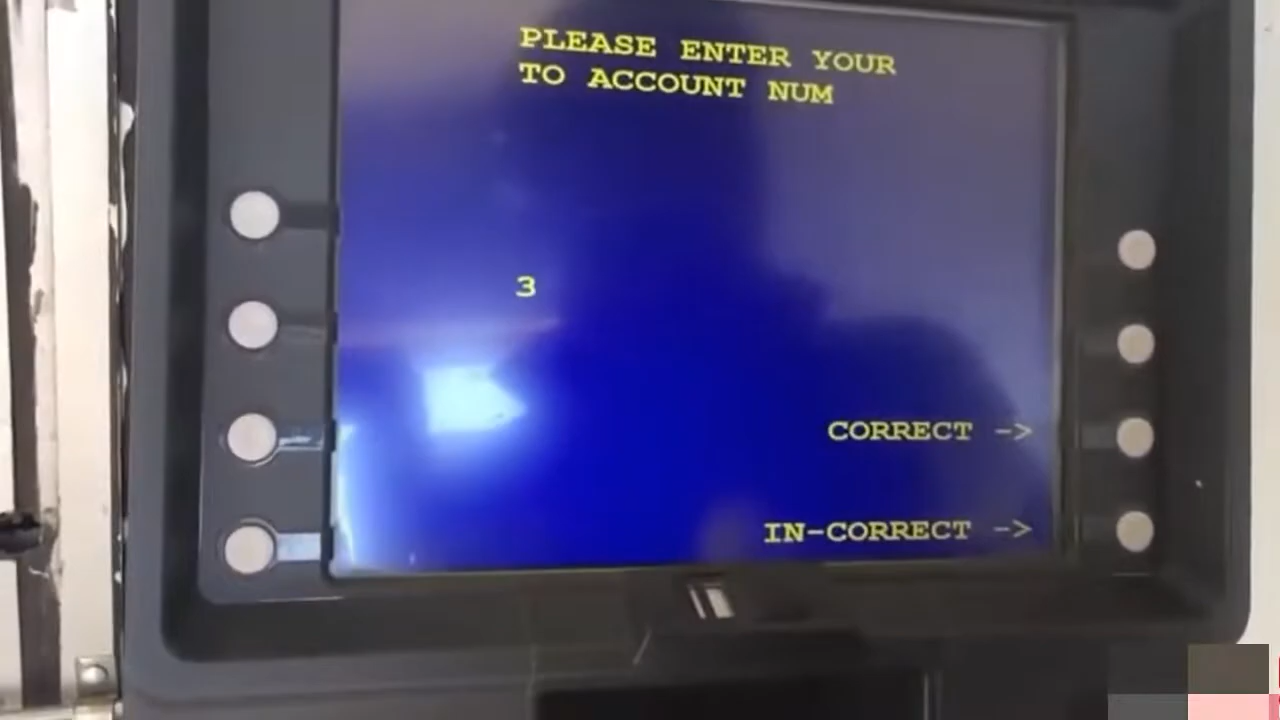 PLEASE ENTER YOUR
TO ACCOUNT NUM
3
CORRECT ->
IN-CORRECT ->